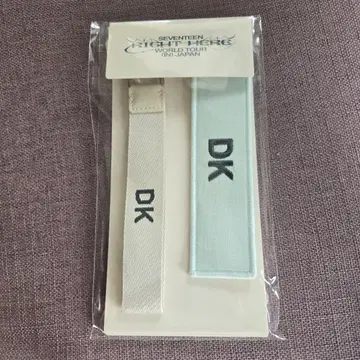 SEVENTEEN
RIGHT HERE
WORLD TOUR
IN JAPAN
DK
DK